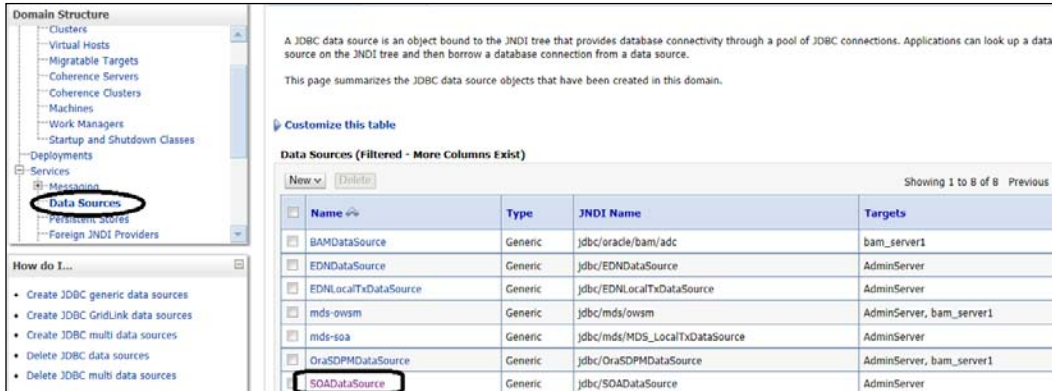 Domain Structure
Clusters
Virtual Hosts
Migratable Targets
Coherence Servers
Coherence Clusters
Machines
Work Managers
Startup and Shutdown Classes
Deployments
Services
Messaging
Data Sources
Persistent Stores
Foreign JNDI Providers
How do I...
Create JDBC generic data sources
Create JDBC GridLink data sources
Create JDBC multi data sources
Delete JDBC data sources
Delete JDBC multi data sources
A JDBC data source is an object bound to the JNDI tree that provides database connectivity through a pool of JDBC connections. Applications can look up a data
source on the JNDI tree and then borrow a database connection from a data source.
This page summarizes the JDBC data source objects that have been created in this domain.
Customize this table
Data Sources (Filtered - More Columns Exist)
New Delete Showing 1 to 8 of 8 Previous
Name Type JNDI Name Targets
BAMDataSource Generic jdbc/oracle/bam/adc bam_server1
EDNDataSource Generic jdbc/EDNDataSource AdminServer
EDNLocalTxDataSource Generic jdbc/EDNLocalTxDataSource AdminServer
mds-owsm Generic jdbc/mds/owsm AdminServer, bam_server1
mds-soa Generic jdbc/mds/MDS_LocalTxDataSource AdminServer
OraSDPMDataSource Generic jdbc/OraSDPMDataSource AdminServer, bam_server1
SOADataSource Generic jdbc/SOADataSource AdminServer